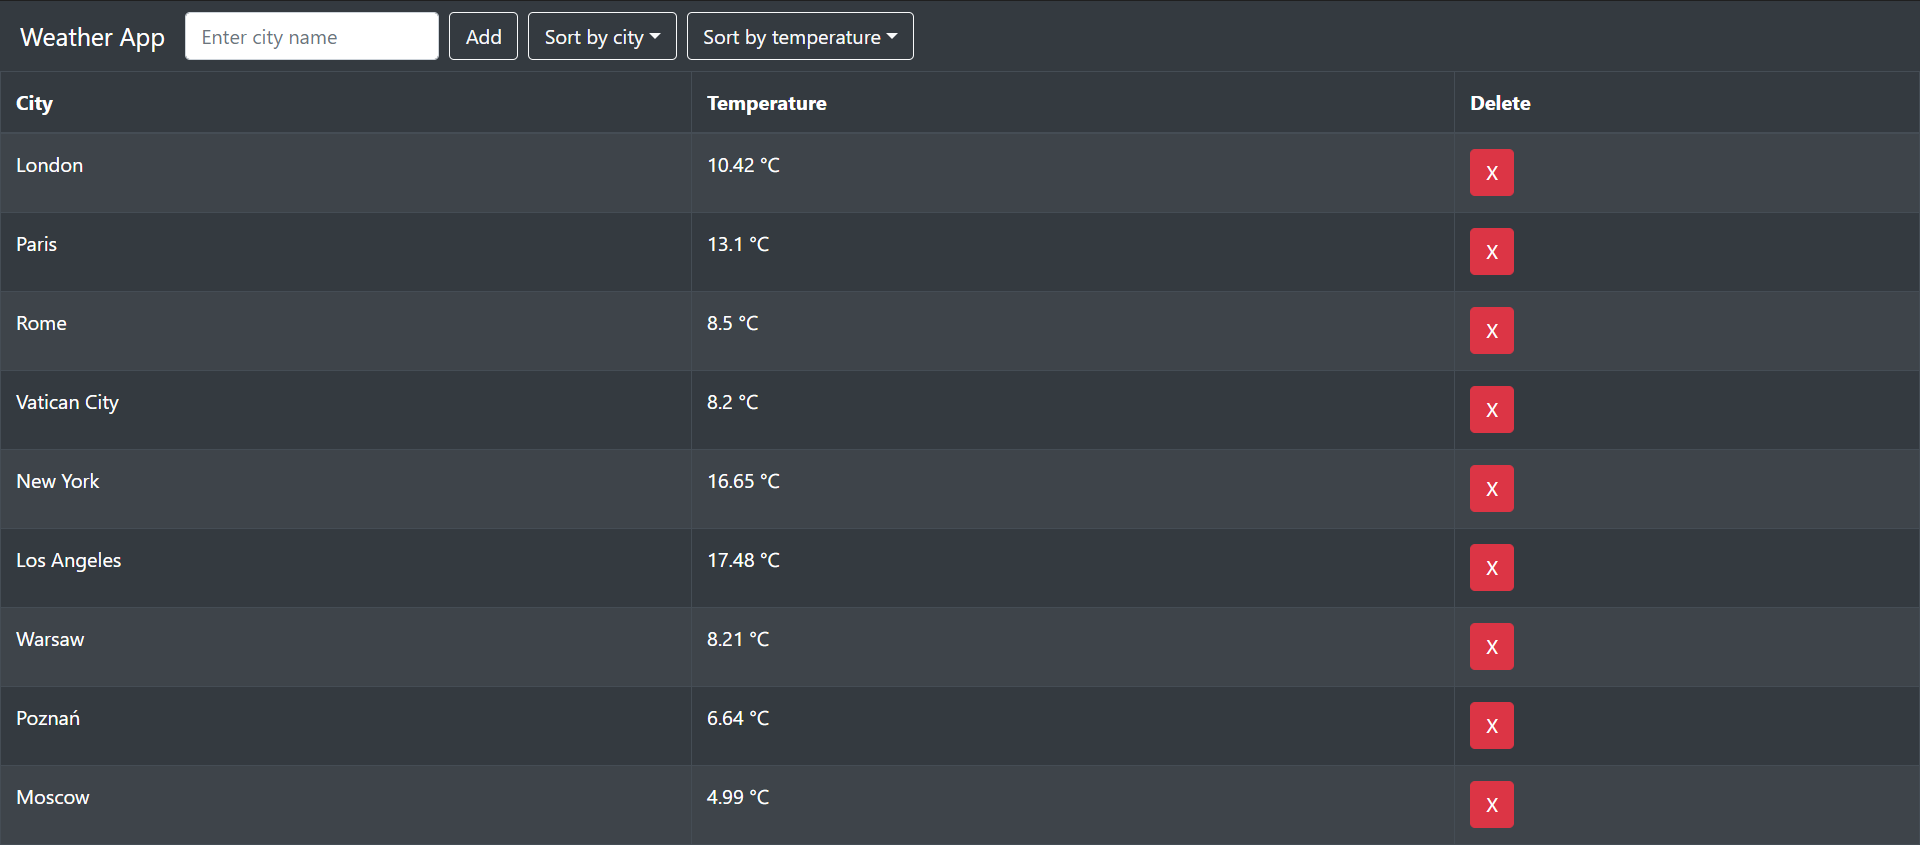 Weather App Enter city name Add Sort by city Sort by temperature
City Temperature Delete
London 10.42 °C X
Paris 13.1 °C X
Rome 8.5 °C X
Vatican City 8.2 °C X
New York 16.65 °C X
Los Angeles 17.48 °C X
Warsaw 8.21 °C X
Poznań 6.64 °C X
Moscow 4.99 °C X